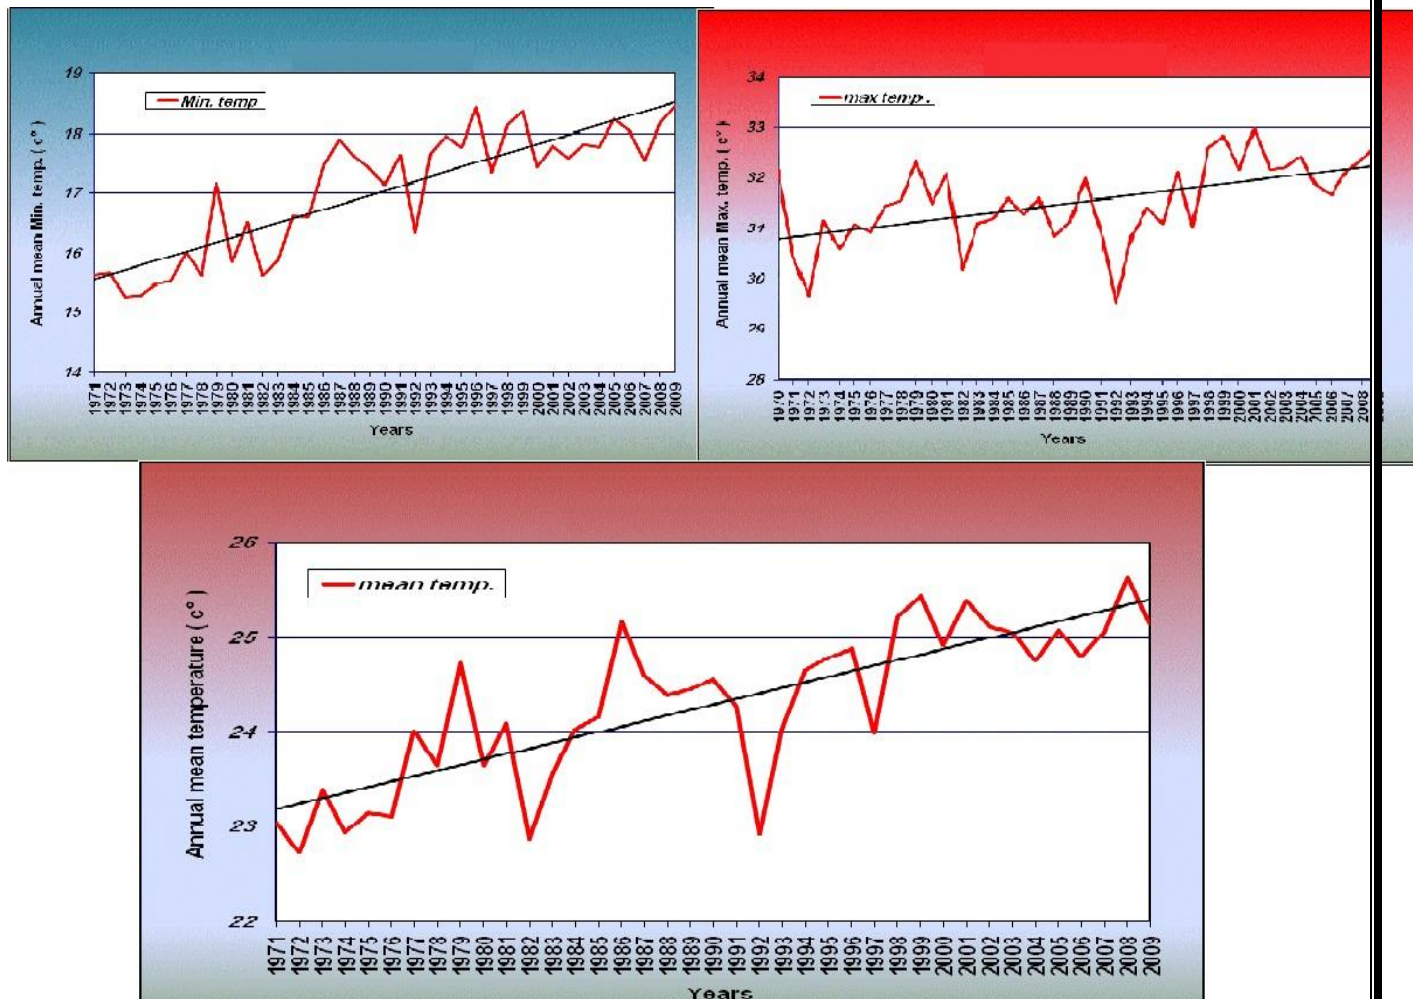 19
18
17
16
15
14
Min. temp
Annual mean Min. temp. ( c° )
1971 1972 1973 1974 1975 1976 1977 1978 1979 1980 1981 1982 1983 1984 1985 1986 1987 1988 1989 1990 1991 1992 1993 1994 1995 1996 1997 1998 1999 2000 2001 2002 2003 2004 2005 2006 2007 2008 2009
Years
34
33
32
31
30
29
28
max temp.
Annual mean Max. temp. ( c° )
1970 1971 1972 1973 1974 1975 1976 1977 1978 1979 1980 1981 1982 1983 1984 1985 1986 1987 1988 1989 1990 1991 1992 1993 1994 1995 1996 1997 1998 1999 2000 2001 2002 2003 2004 2005 2006 2007 2008
Years
26
25
24
23
22
mean temp.
Annual mean temperature ( c° )
1971 1972 1973 1974 1975 1976 1977 1978 1979 1980 1981 1982 1983 1984 1985 1986 1987 1988 1989 1990 1991 1992 1993 1994 1995 1996 1997 1998 1999 2000 2001 2002 2003 2004 2005 2006 2007 2008 2009
Years